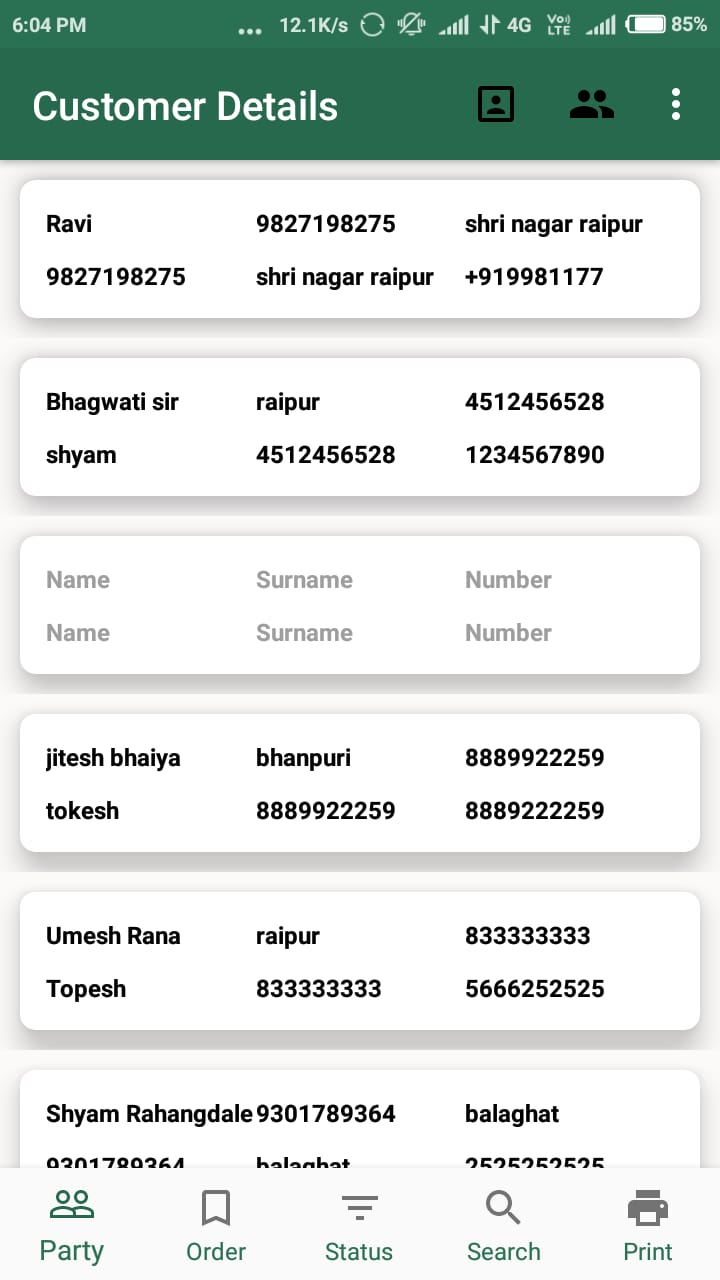 6:04 PM ... 12.1K/s 4G Vo)) LTE 85%
Customer Details
Ravi 9827198275 shri nagar raipur
9827198275 shri nagar raipur +919981177
Bhagwati sir raipur 4512456528
shyam 4512456528 1234567890
Name Surname Number
Name Surname Number
jitesh bhaiya bhanpuri 8889922259
tokesh 8889922259 8889222259
Umesh Rana raipur 833333333
Topesh 833333333 5666252525
Shyam Rahangdale 9301789364 balaghat
9301789364 balaghat 2525252525
Party Order Status Search Print